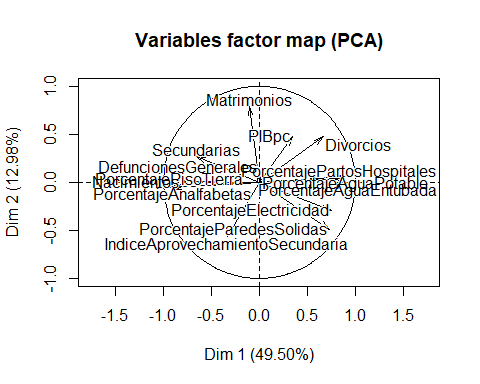 Variables factor map (PCA)
1.0
Matrimonios
0.5
PIBpc
Divorcios
Secundarias
DefuncionesGenerales
PorcentajePartosHospitales
PorcentajePisoTierra
PorcentajeAguaPotable
0.0
Nacimientos
PorcentajeAguaEntubada
PorcentajeAnalfabetas
PorcentajeElectricidad
-0.5
PorcentajeParedesSolidas
IndiceAprovechamientoSecundaria
-1.0
Dim 2 (12.98%)
-1.5 -1.0 -0.5 0.0 0.5 1.0 1.5
Dim 1 (49.50%)